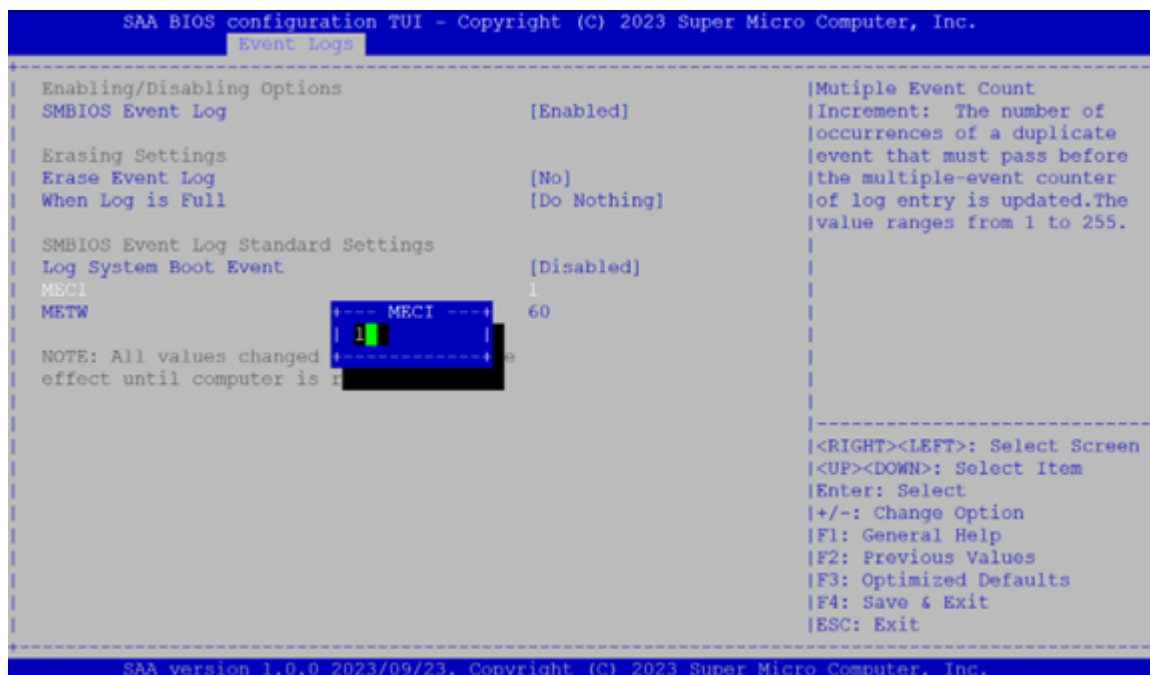 SAA BIOS configuration TUI - Copyright (C) 2023 Super Micro Computer, Inc.
Event Logs
Enabling/Disabling Options
SMBIOS Event Log [Enabled]
Erasing Settings
Erase Event Log [No]
When Log is Full [Do Nothing]
SMBIOS Event Log Standard Settings
Log System Boot Event [Disabled]
MECI 1
METW 60
NOTE: All values changed e
effect until computer is r
MECI
1
Mutiple Event Count
Increment: The number of
occurrences of a duplicate
event that must pass before
the multiple-event counter
of log entry is updated.The
value ranges from 1 to 255.
<RIGHT><LEFT>: Select Screen
<UP><DOWN>: Select Item
Enter: Select
+/-: Change Option
F1: General Help
F2: Previous Values
F3: Optimized Defaults
F4: Save & Exit
ESC: Exit
SAA version 1.0.0 2023/09/23. Copyright (C) 2023 Super Micro Computer, Inc.